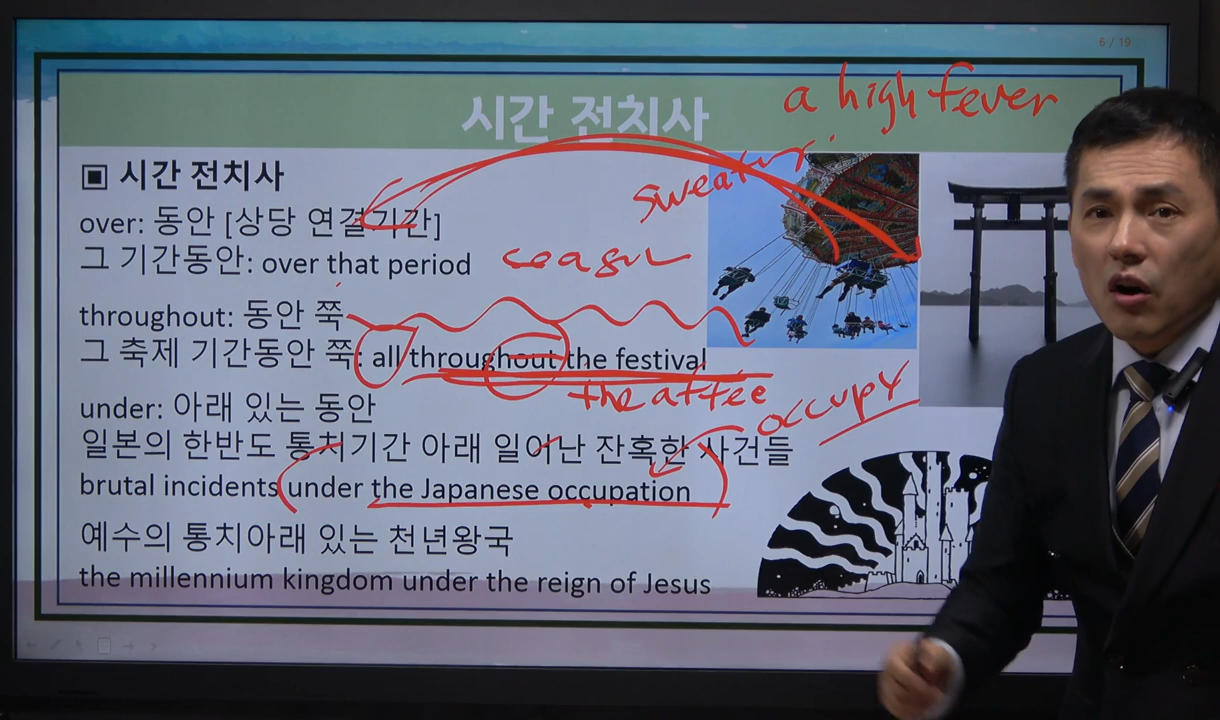 6 / 19
시간 전치사
a high fever
▣ 시간 전치사
over: 동안 [상당 연결기간]
그 기간동안: over that period
throughout: 동안 쭉
그 축제 기간동안 쭉: all throughout the festival
occupy
under: 아래 있는 동안
일본의 한반도 통치기간 아래 일어난 잔혹한 사건들
brutal incidents under the Japanese occupation
예수의 통치아래 있는 천년왕국
the millennium kingdom under the reign of Jesus